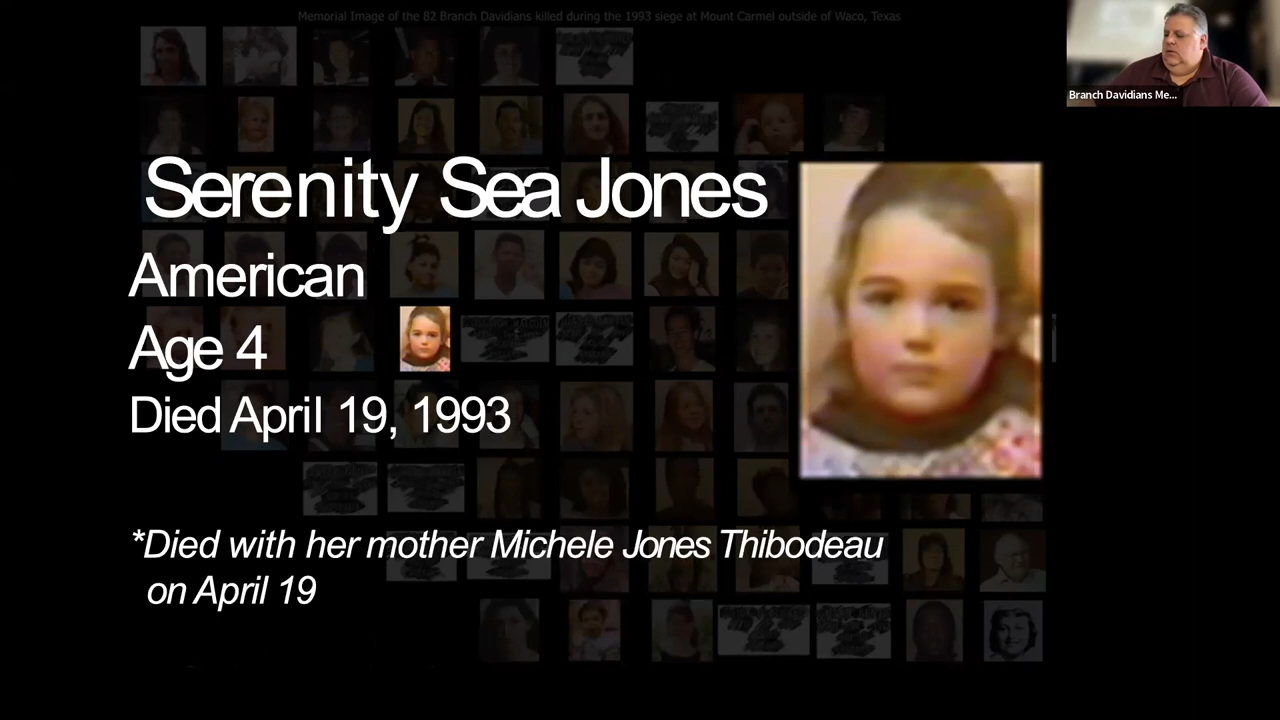 Memorial Image of the 82 Branch Davidians killed during the 1993 siege at Mount Carmel outside of Waco, Texas
Branch Davidians Me...
Serenity Sea Jones
American
Age 4
Died April 19, 1993
*Died with her mother Michele Jones Thibodeau
on April 19